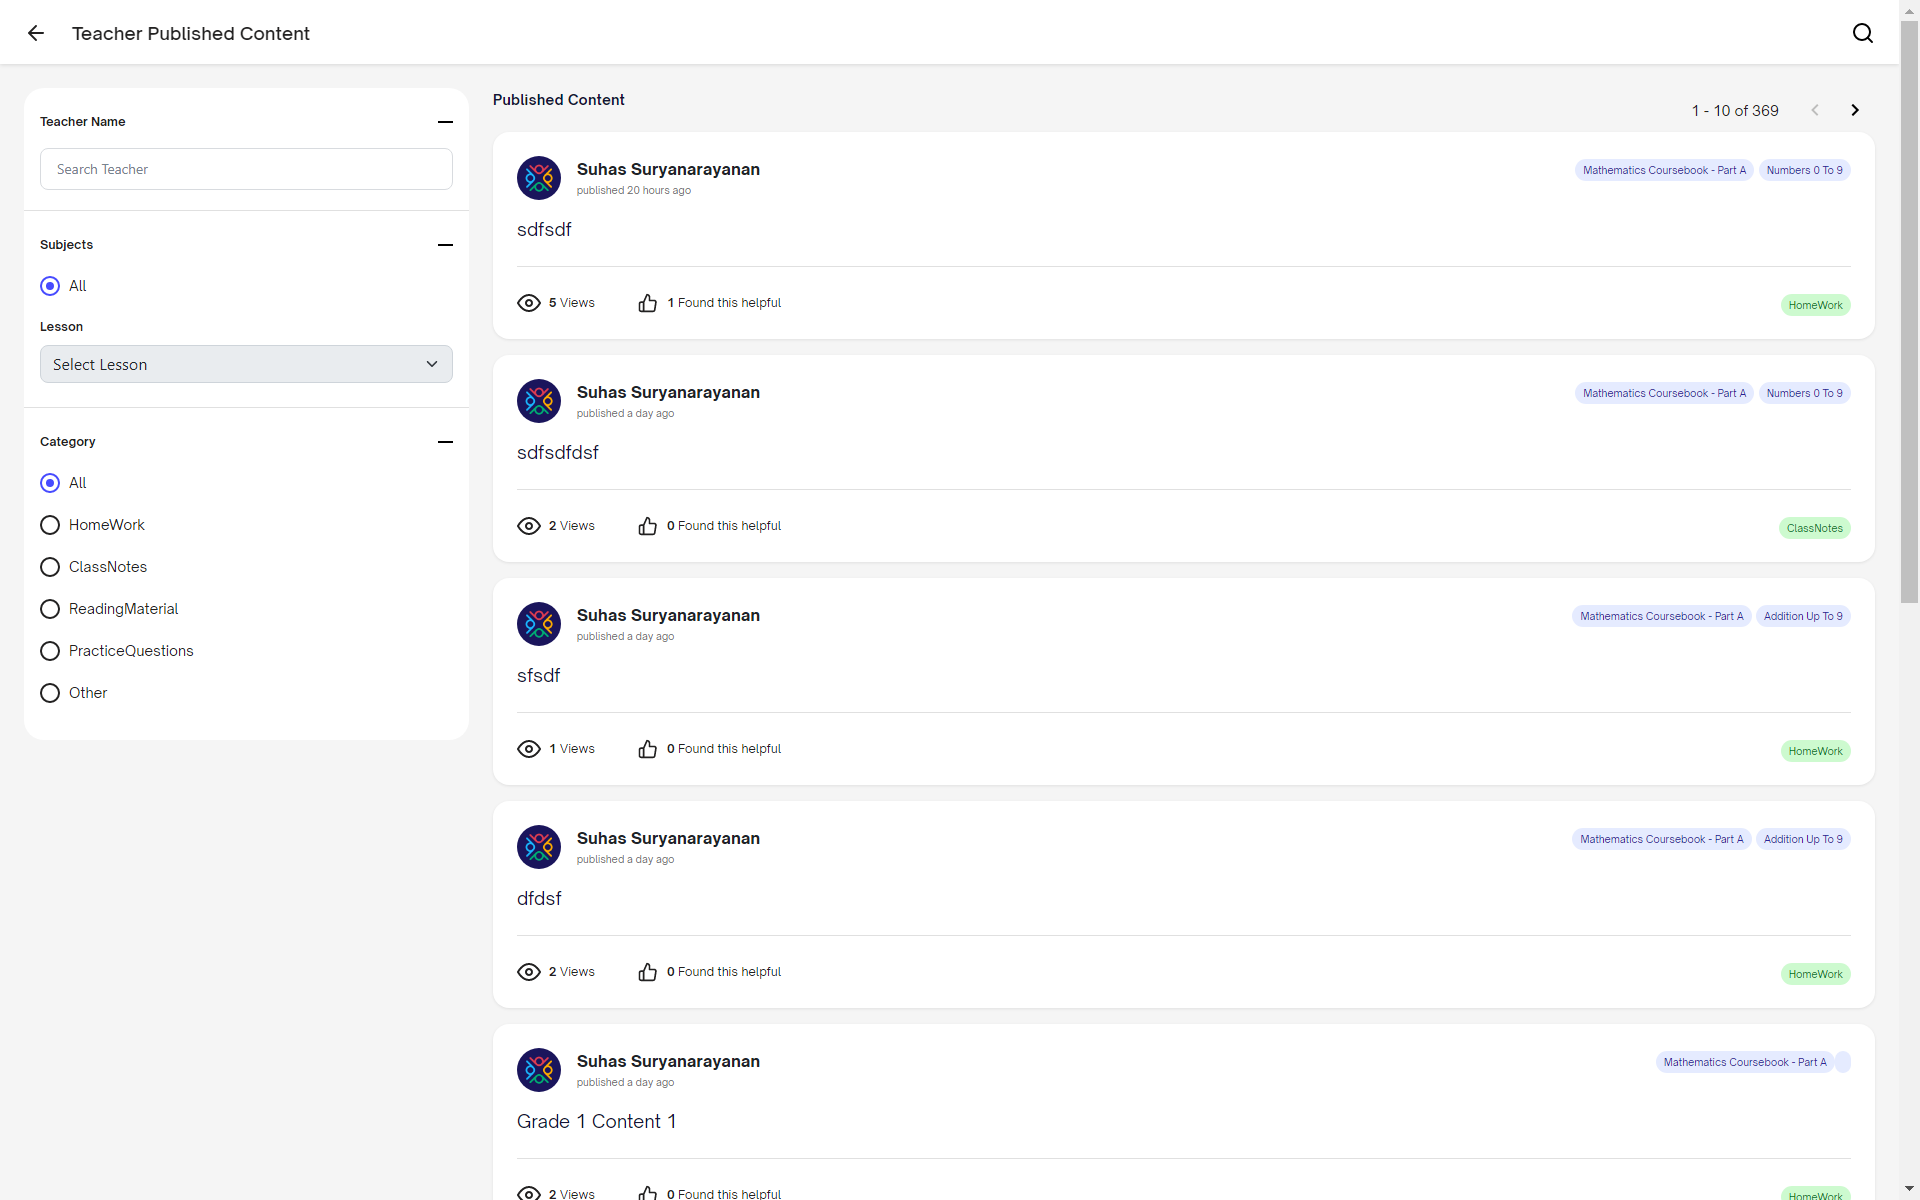 Teacher Published Content
Teacher Name
Search Teacher
Subjects
All
Lesson
Select Lesson
Category
All
HomeWork
ClassNotes
ReadingMaterial
PracticeQuestions
Other
Published Content
1 - 10 of 369
Suhas Suryanarayanan
published 20 hours ago
Mathematics Coursebook - Part A Numbers 0 To 9
sdfsdf
5 Views 1 Found this helpful
HomeWork
Suhas Suryanarayanan
published a day ago
Mathematics Coursebook - Part A Numbers 0 To 9
sdfsdfdsf
2 Views 0 Found this helpful
ClassNotes
Suhas Suryanarayanan
published a day ago
Mathematics Coursebook - Part A Addition Up To 9
sfsdf
1 Views 0 Found this helpful
HomeWork
Suhas Suryanarayanan
published a day ago
Mathematics Coursebook - Part A Addition Up To 9
dfdsf
2 Views 0 Found this helpful
HomeWork
Suhas Suryanarayanan
published a day ago
Mathematics Coursebook - Part A
Grade 1 Content 1
2 Views 0 Found this helpful
HomeWork